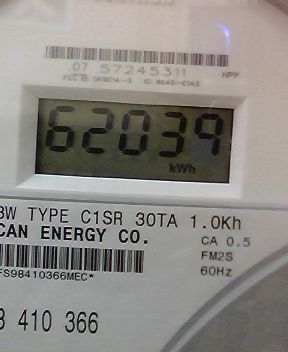 07 57245311 HPP
62039
kWh
3W TYPE C1SR 30TA 1.0Kh
CAN ENERGY CO. CA 0.5
FM2S
FS98410366MEC* 60Hz
3 410 366